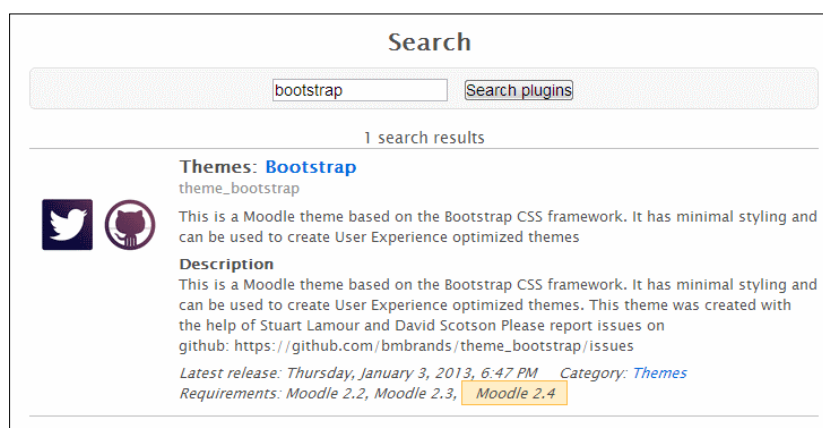 Search
bootstrap Search plugins
1 search results
Themes: Bootstrap
theme_bootstrap
This is a Moodle theme based on the Bootstrap CSS framework. It has minimal styling and
can be used to create User Experience optimized themes
Description
This is a Moodle theme based on the Bootstrap CSS framework. It has minimal styling and
can be used to create User Experience optimized themes. This theme was created with
the help of Stuart Lamour and David Scotson Please report issues on
github: https://github.com/bmbrands/theme_bootstrap/issues
Latest release: Thursday, January 3, 2013, 6:47 PM Category: Themes
Requirements: Moodle 2.2, Moodle 2.3, Moodle 2.4